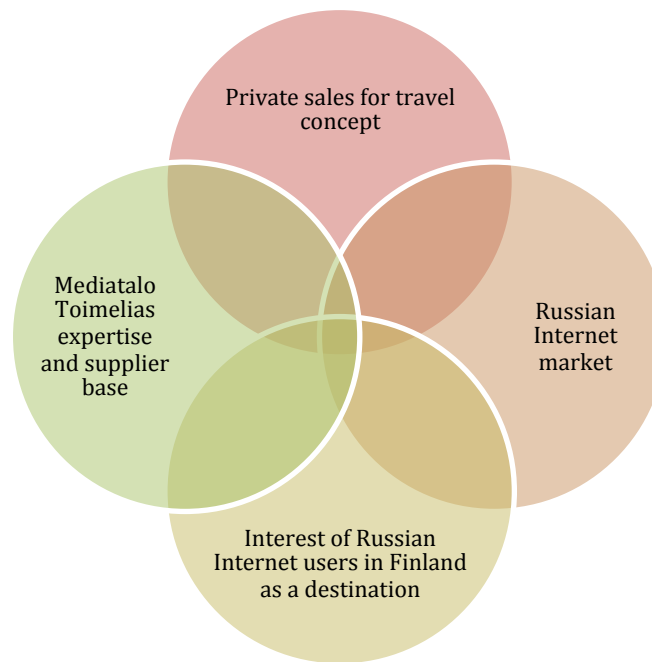 Private sales for travel
concept
Mediatalo
Toimelias
expertise
and supplier
base
Russian
Internet
market
Interest of Russian
Internet users in Finland
as a destination